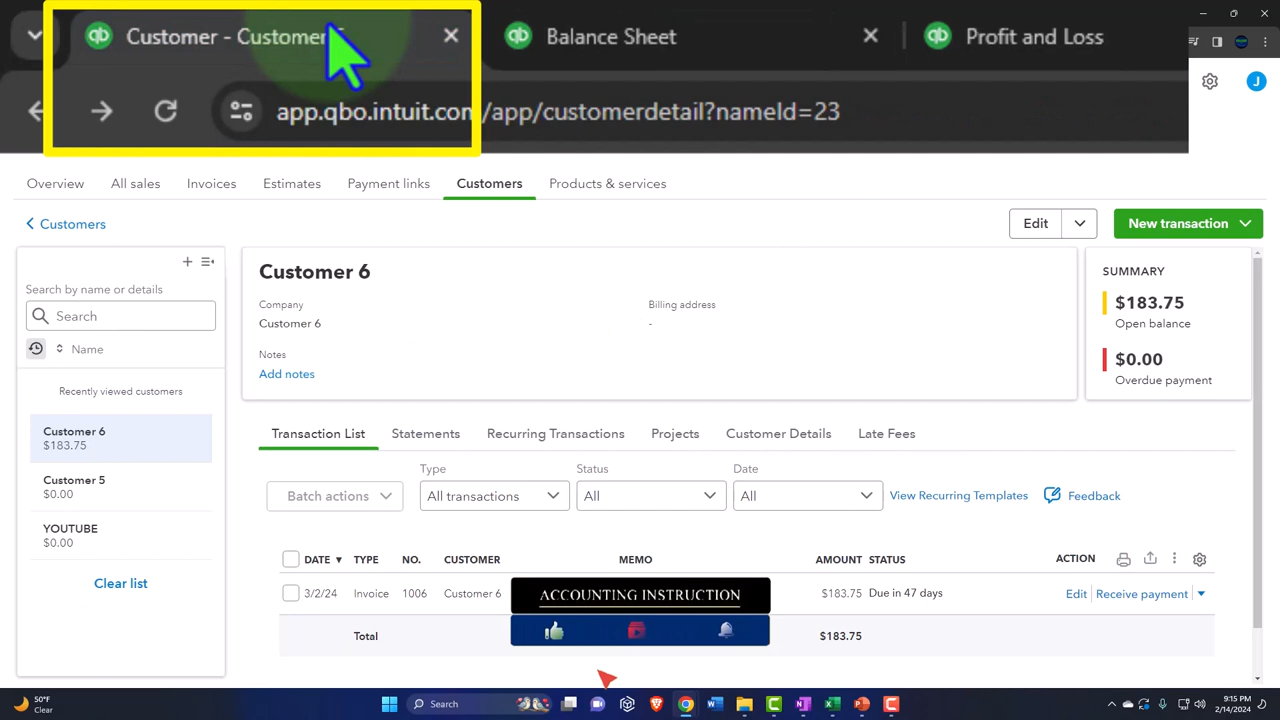 Customer - Customer
Balance Sheet
Profit and Loss
app.qbo.intuit.com/app/customerdetail?nameId=23
J
Overview
All sales
Invoices
Estimates
Payment links
Customers
Products & services
Customers
Edit
New transaction
Search by name or details
Search
Name
Recently viewed customers
Customer 6
$183.75
Customer 5
$0.00
YOUTUBE
$0.00
Clear list
Customer 6
Company
Customer 6
Billing address
-
Notes
Add notes
SUMMARY
$183.75
Open balance
$0.00
Overdue payment
Transaction List
Statements
Recurring Transactions
Projects
Customer Details
Late Fees
Batch actions
Type
All transactions
Status
All
Date
All
View Recurring Templates
Feedback
DATE TYPE NO. CUSTOMER MEMO AMOUNT STATUS ACTION
3/2/24 Invoice 1006 Customer 6 $183.75 Due in 47 days Edit Receive payment
ACCOUNTING INSTRUCTION
Total $183.75
50°F
Clear
Search
9:15 PM
2/14/2024